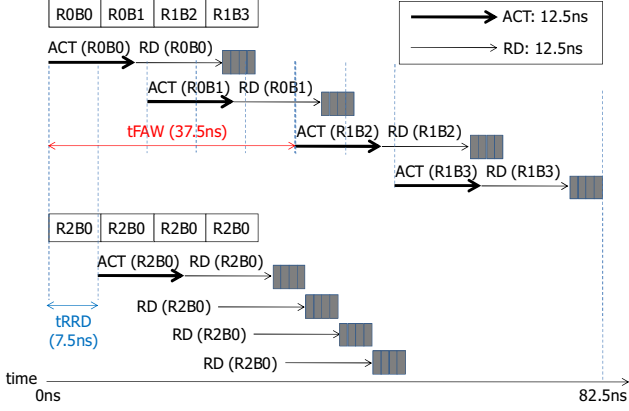 R0B0 R0B1 R1B2 R1B3
ACT: 12.5ns
RD: 12.5ns
ACT (R0B0) RD (R0B0)
ACT (R0B1) RD (R0B1)
tFAW (37.5ns)
ACT (R1B2) RD (R1B2)
ACT (R1B3) RD (R1B3)
R2B0 R2B0 R2B0 R2B0
ACT (R2B0) RD (R2B0)
RD (R2B0)
tRRD
(7.5ns)
RD (R2B0)
RD (R2B0)
time
0ns 82.5ns